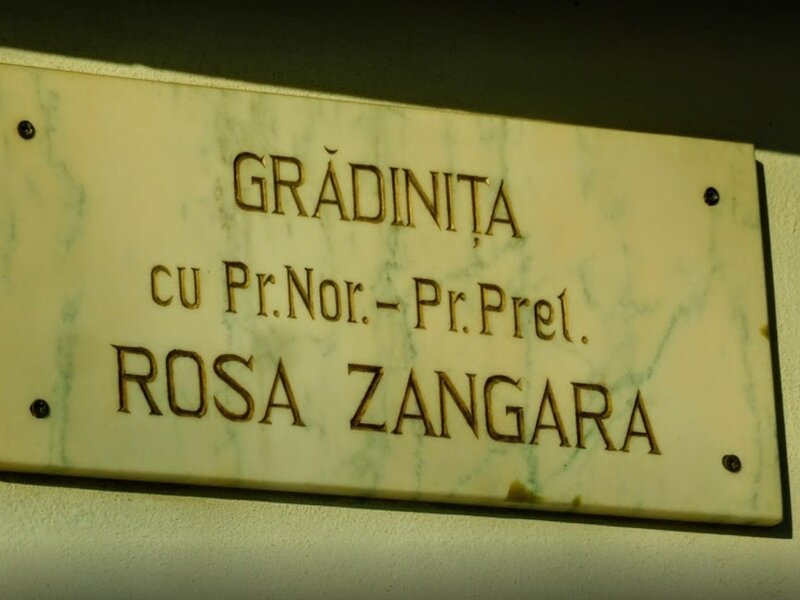 GRĂDINIȚA
cu Pr.Nor.-Pr.Prel.
ROSA ZANGARA